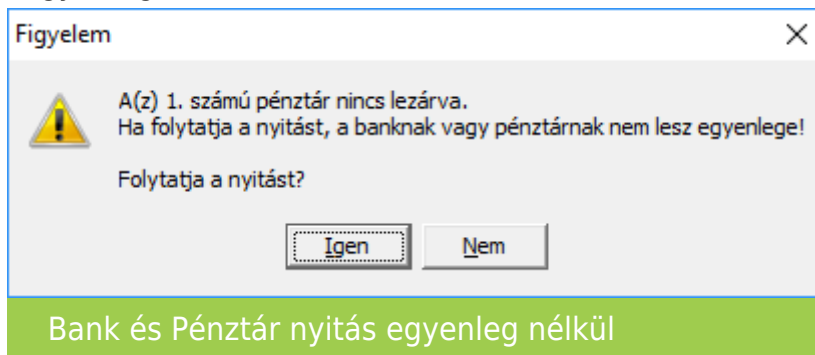 Figyelem
A(z) 1. számú pénztár nincs lezárva.
Ha folytatja a nyitást, a banknak vagy pénztárnak nem lesz egyenlege!
Folytatja a nyitást?
Igen Nem
Bank és Pénztár nyitás egyenleg nélkül